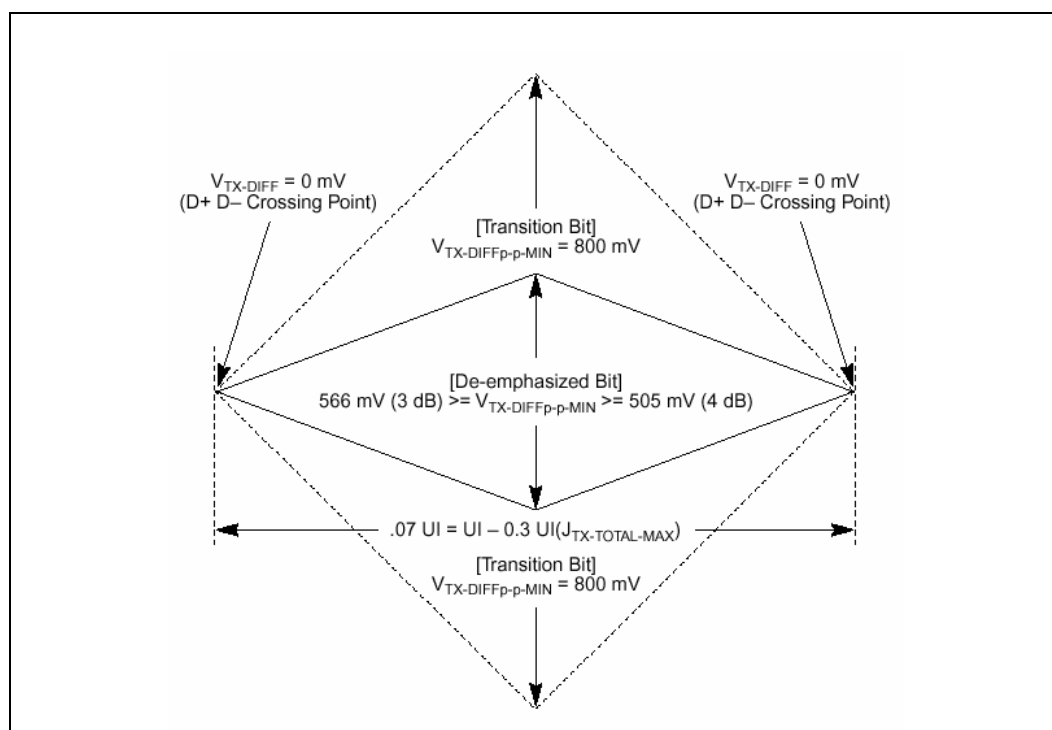 V_TX-DIFF = 0 mV
(D+ D– Crossing Point)
V_TX-DIFF = 0 mV
(D+ D– Crossing Point)
[Transition Bit]
V_TX-DIFFp-p-MIN = 800 mV
[De-emphasized Bit]
566 mV (3 dB) >= V_TX-DIFFp-p-MIN >= 505 mV (4 dB)
.07 UI = UI – 0.3 UI(J_TX-TOTAL-MAX)
[Transition Bit]
V_TX-DIFFp-p-MIN = 800 mV